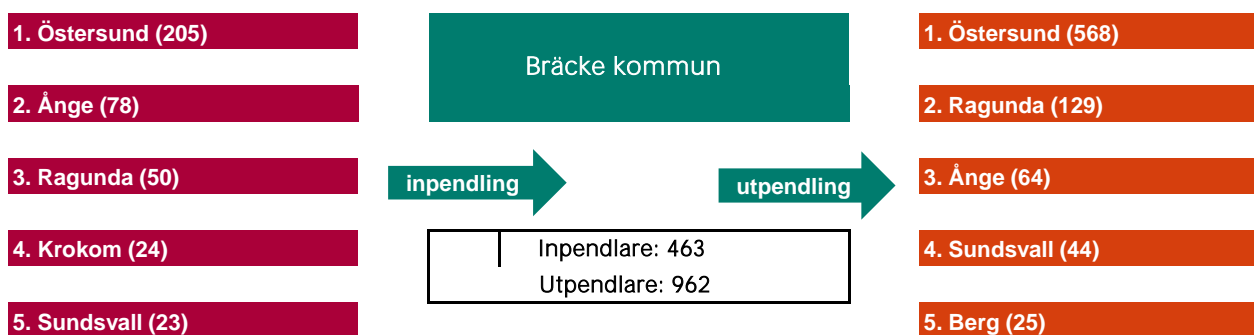 1. Östersund (205)
2. Ånge (78)
3. Ragunda (50)
4. Krokom (24)
5. Sundsvall (23)
Bräcke kommun
inpendling
utpendling
Inpendlare: 463
Utpendlare: 962
1. Östersund (568)
2. Ragunda (129)
3. Ånge (64)
4. Sundsvall (44)
5. Berg (25)